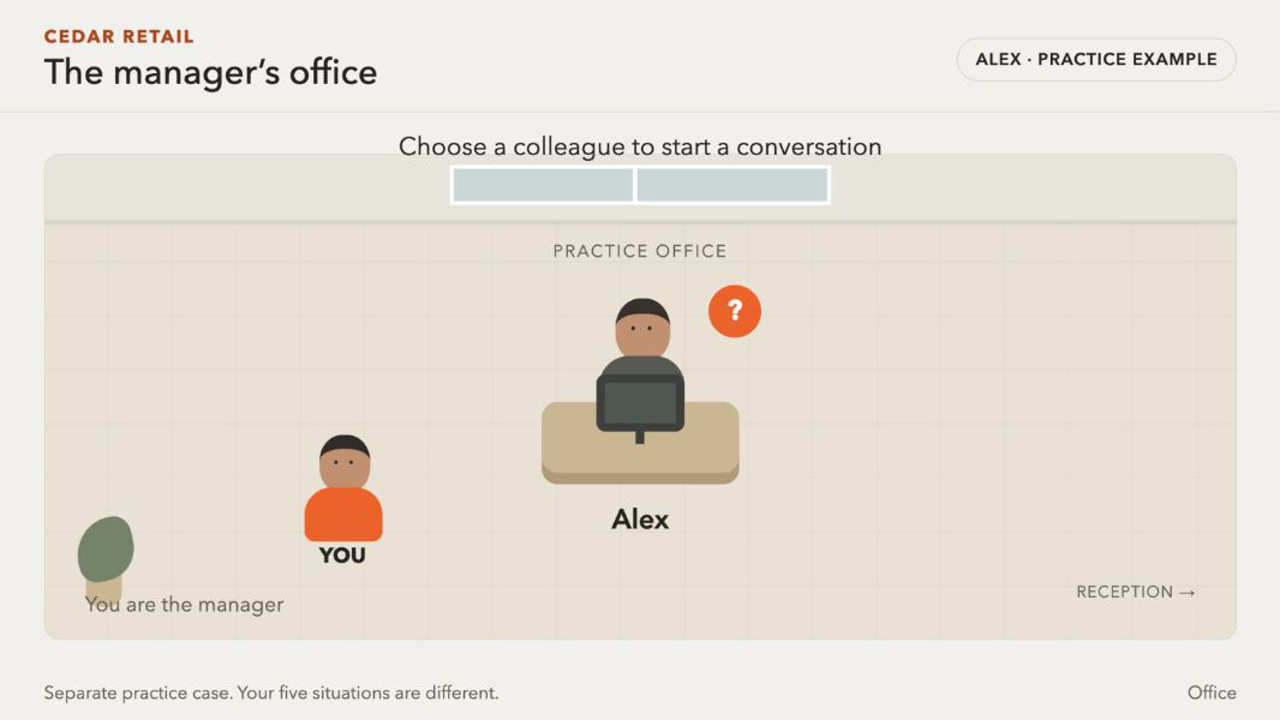 CEDAR RETAIL
The manager’s office
ALEX · PRACTICE EXAMPLE
Choose a colleague to start a conversation
PRACTICE OFFICE
?
Alex
YOU
You are the manager
RECEPTION →
Separate practice case. Your five situations are different.
Office